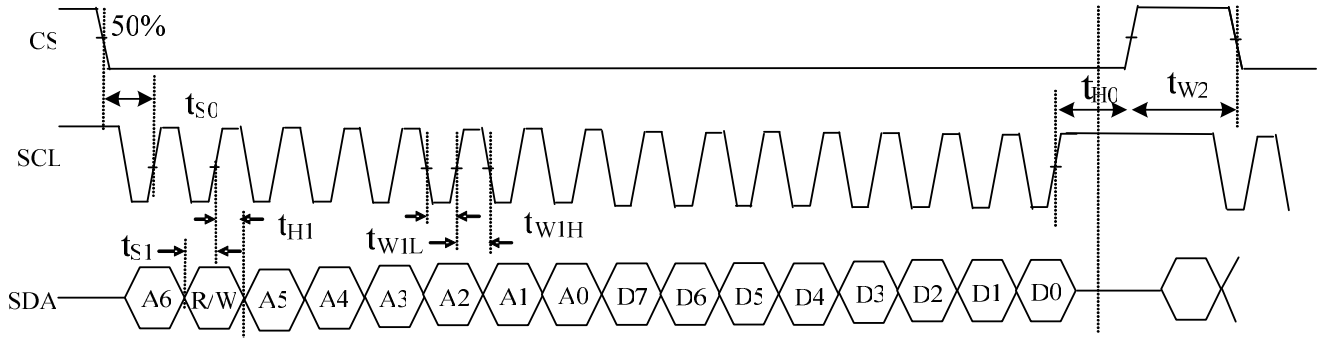 CS
50%
tS0
tH0
tW2
SCL
tS1
tH1
tW1L
tW1H
SDA
A6
R/W
A5
A4
A3
A2
A1
A0
D7
D6
D5
D4
D3
D2
D1
D0